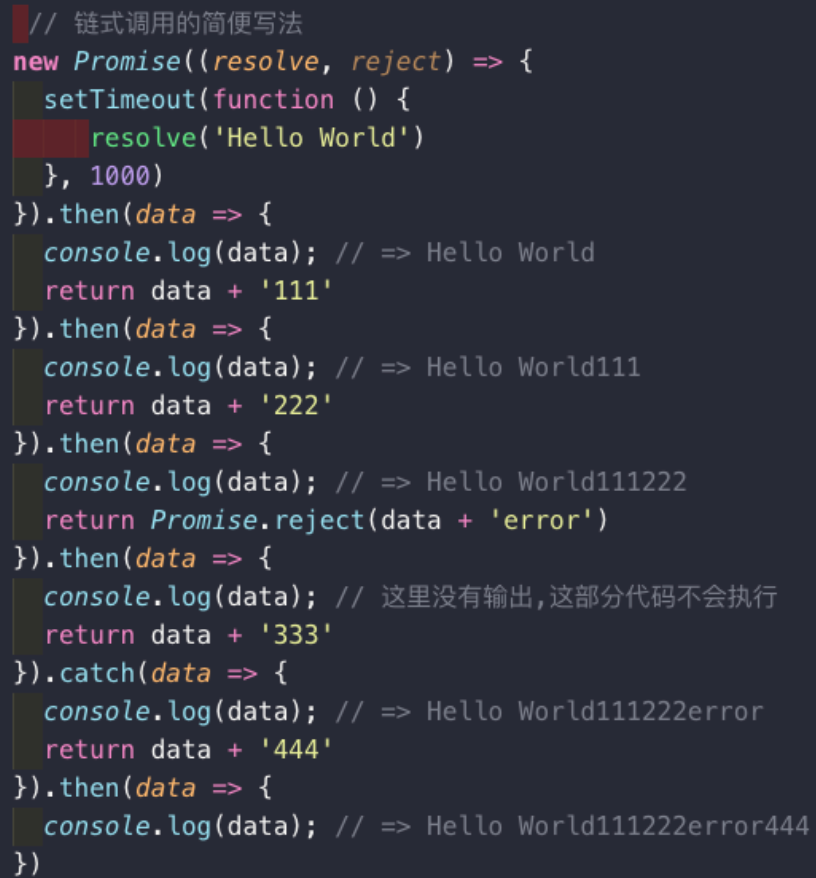 // 链式调用的简便写法
new Promise((resolve, reject) => {
  setTimeout(function () {
     resolve('Hello World')
  }, 1000)
}).then(data => {
  console.log(data); // => Hello World
  return data + '111'
}).then(data => {
  console.log(data); // => Hello World111
  return data + '222'
}).then(data => {
  console.log(data); // => Hello World111222
  return Promise.reject(data + 'error')
}).then(data => {
  console.log(data); // 这里没有输出,这部分代码不会执行
  return data + '333'
}).catch(data => {
  console.log(data); // => Hello World111222error
  return data + '444'
}).then(data => {
  console.log(data); // => Hello World111222error444
})